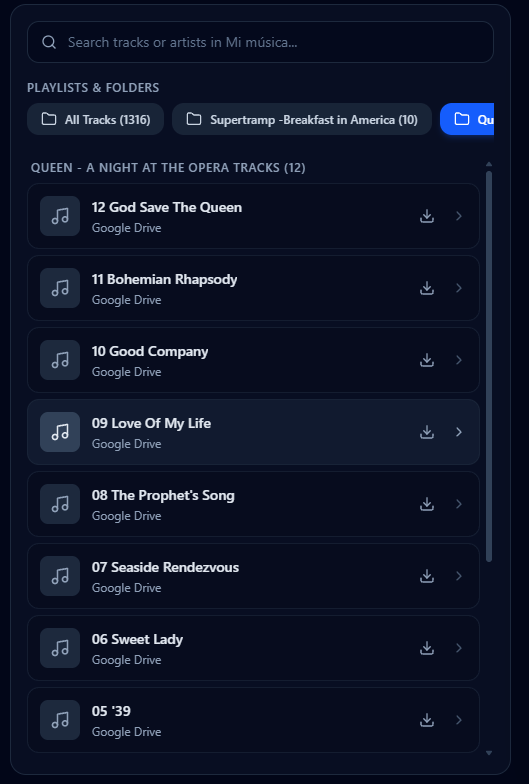 Search tracks or artists in Mi música...
PLAYLISTS & FOLDERS
All Tracks (1316)
Supertramp -Breakfast in America (10)
Qu
QUEEN - A NIGHT AT THE OPERA TRACKS (12)
12 God Save The Queen
Google Drive
11 Bohemian Rhapsody
Google Drive
10 Good Company
Google Drive
09 Love Of My Life
Google Drive
08 The Prophet's Song
Google Drive
07 Seaside Rendezvous
Google Drive
06 Sweet Lady
Google Drive
05 '39
Google Drive